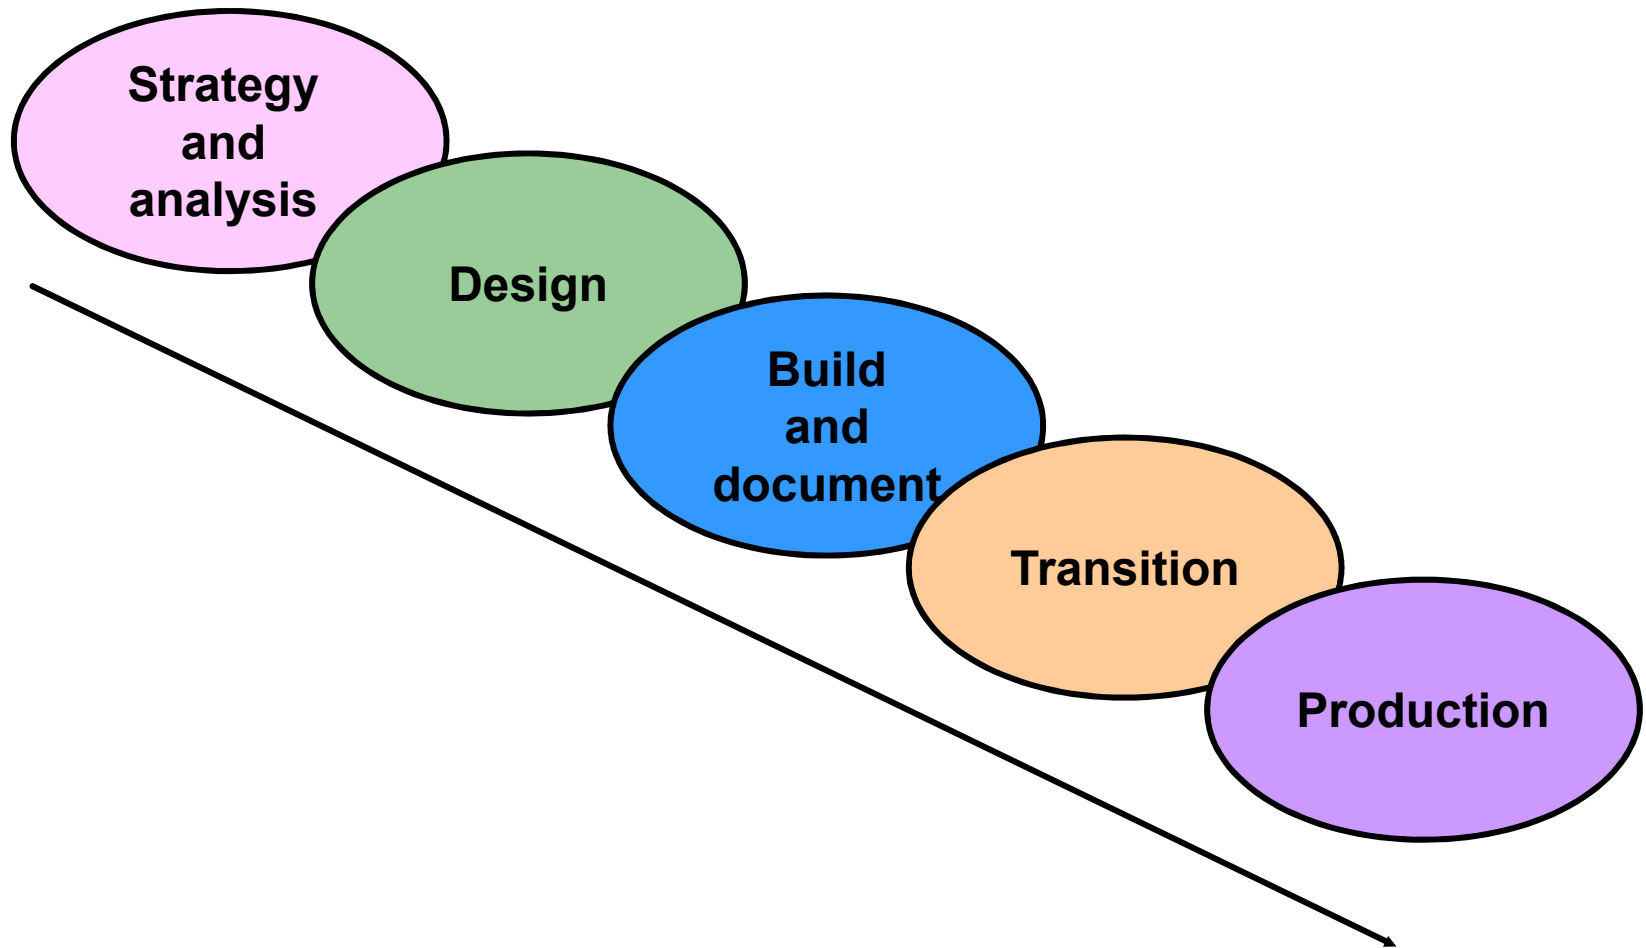 Strategy
and
analysis
Design
Build
and
document
Transition
Production